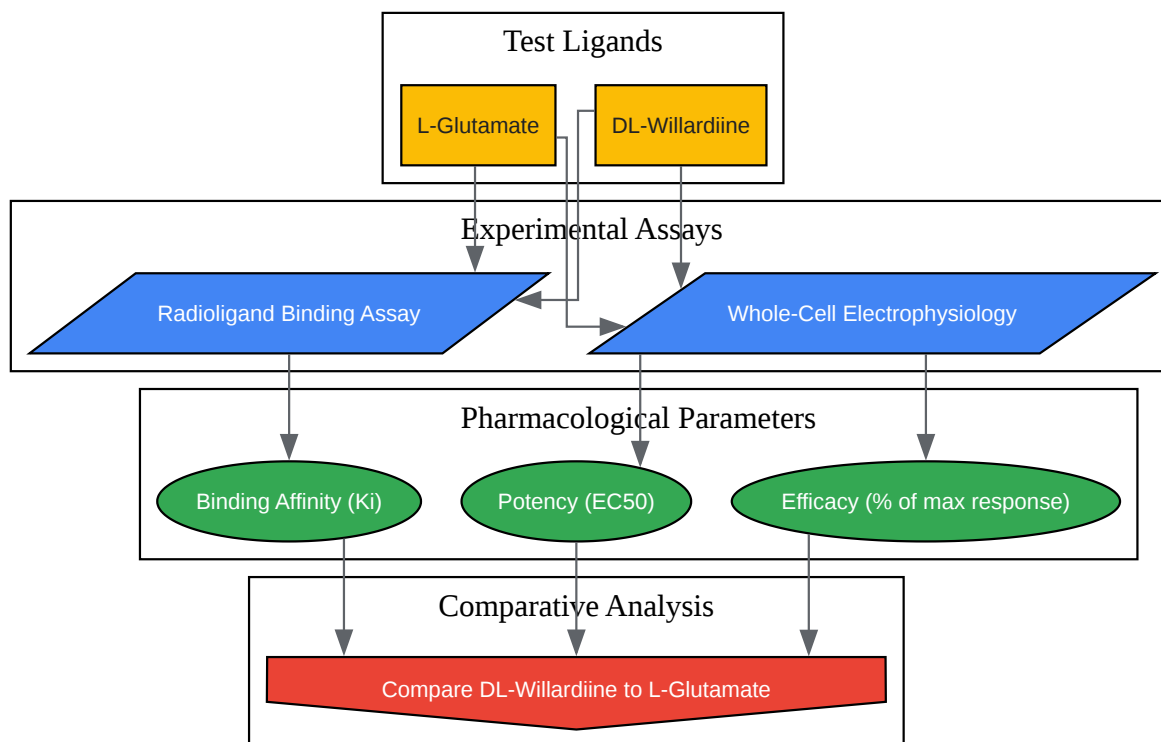 Test Ligands
L-Glutamate
DL-Willardiine
Experimental Assays
Radioligand Binding Assay
Whole-Cell Electrophysiology
Pharmacological Parameters
Binding Affinity (Ki)
Potency (EC50)
Efficacy (% of max response)
Comparative Analysis
Compare DL-Willardiine to L-Glutamate